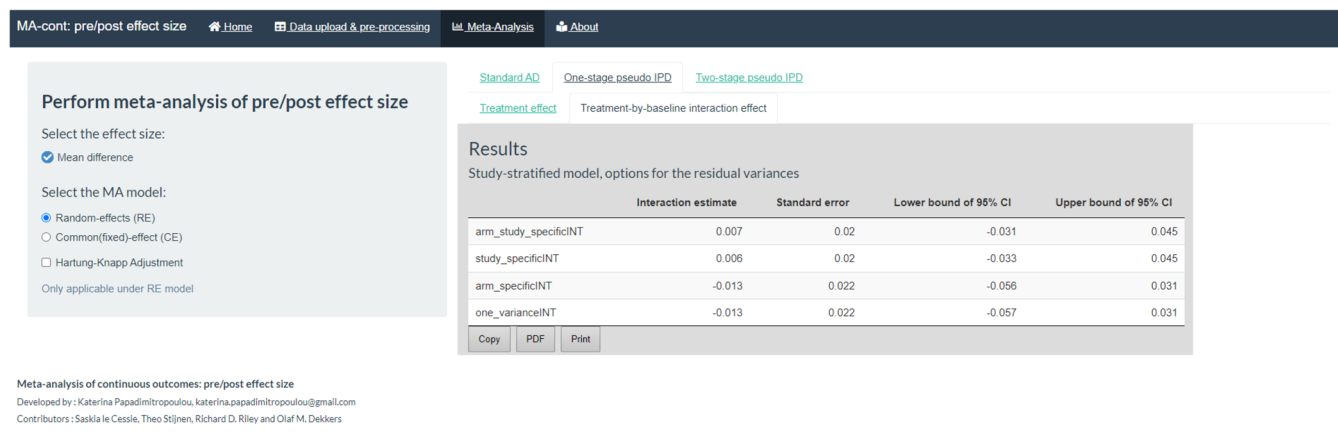 MA-cont: pre/post effect size Home Data upload & pre-processing Meta-Analysis About
Standard AD One-stage pseudo IPD Two-stage pseudo IPD
Treatment effect Treatment-by-baseline interaction effect
Perform meta-analysis of pre/post effect size
Select the effect size:
Mean difference
Select the MA model:
Random-effects (RE)
Common(fixed)-effect (CE)
Hartung-Knapp Adjustment
Only applicable under RE model
Results
Study-stratified model, options for the residual variances
Interaction estimate Standard error Lower bound of 95% CI Upper bound of 95% CI
arm_study_specificINT 0.007 0.02 -0.031 0.045
study_specificINT 0.006 0.02 -0.033 0.045
arm_specificINT -0.013 0.022 -0.056 0.031
one_varianceINT -0.013 0.022 -0.057 0.031
Copy PDF Print
Meta-analysis of continuous outcomes: pre/post effect size
Developed by : Katerina Papadimitropoulou, katerina.papadimitropoulou@gmail.com
Contributors : Saskia le Cessie, Theo Stijnen, Richard D. Riley and Olaf M. Dekkers